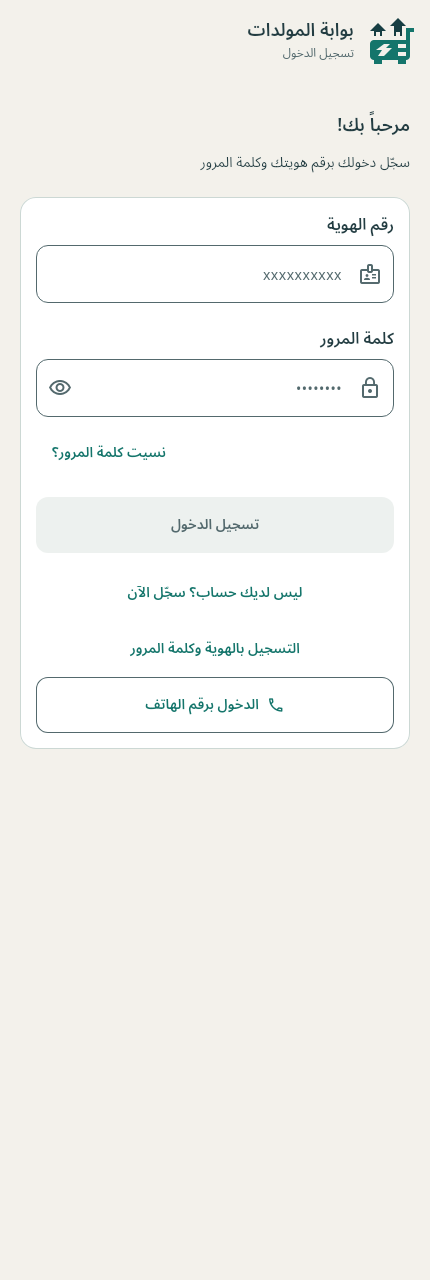 بوابة المولدات
تسجيل الدخول
مرحباً بك!
سجّل دخولك برقم هويتك وكلمة المرور
رقم الهوية
xxxxxxxxxx
كلمة المرور
••••••••
نسيت كلمة المرور؟
تسجيل الدخول
ليس لديك حساب؟ سجّل الآن
التسجيل بالهوية وكلمة المرور
الدخول برقم الهاتف